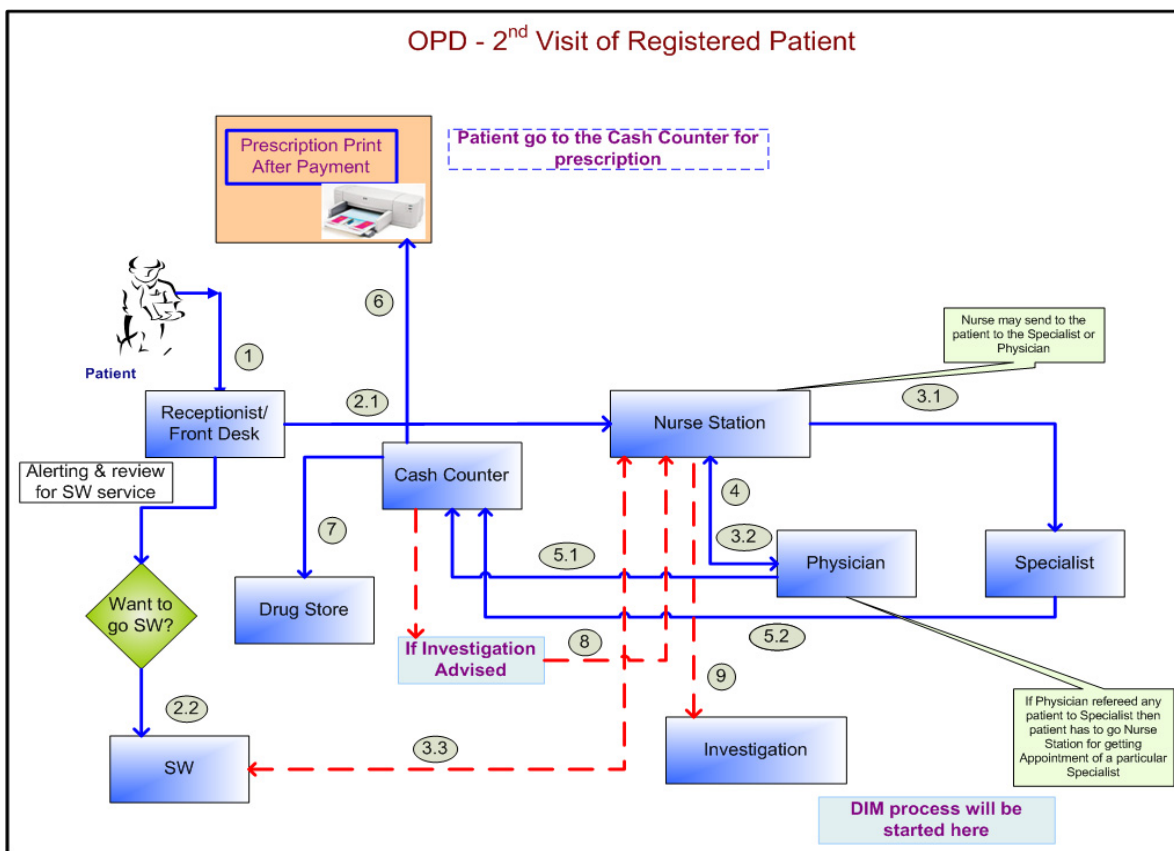 OPD - 2nd Visit of Registered Patient
Prescription Print
After Payment
Patient go to the Cash Counter for
prescription
6
Nurse may send to the
patient to the Specialist or
Physician
1
Patient
2.1
3.1
Receptionist/
Front Desk
Nurse Station
Cash Counter
Alerting & review
for SW service
4
7
3.2
5.1
Physician
Specialist
Want to
go SW?
Drug Store
If Investigation
Advised
8
5.2
9
2.2
If Physician refereed any
patient to Specialist then
patient has to go Nurse
Station for getting
Appointment of a particular
Specialist
SW
3.3
Investigation
DIM process will be
started here